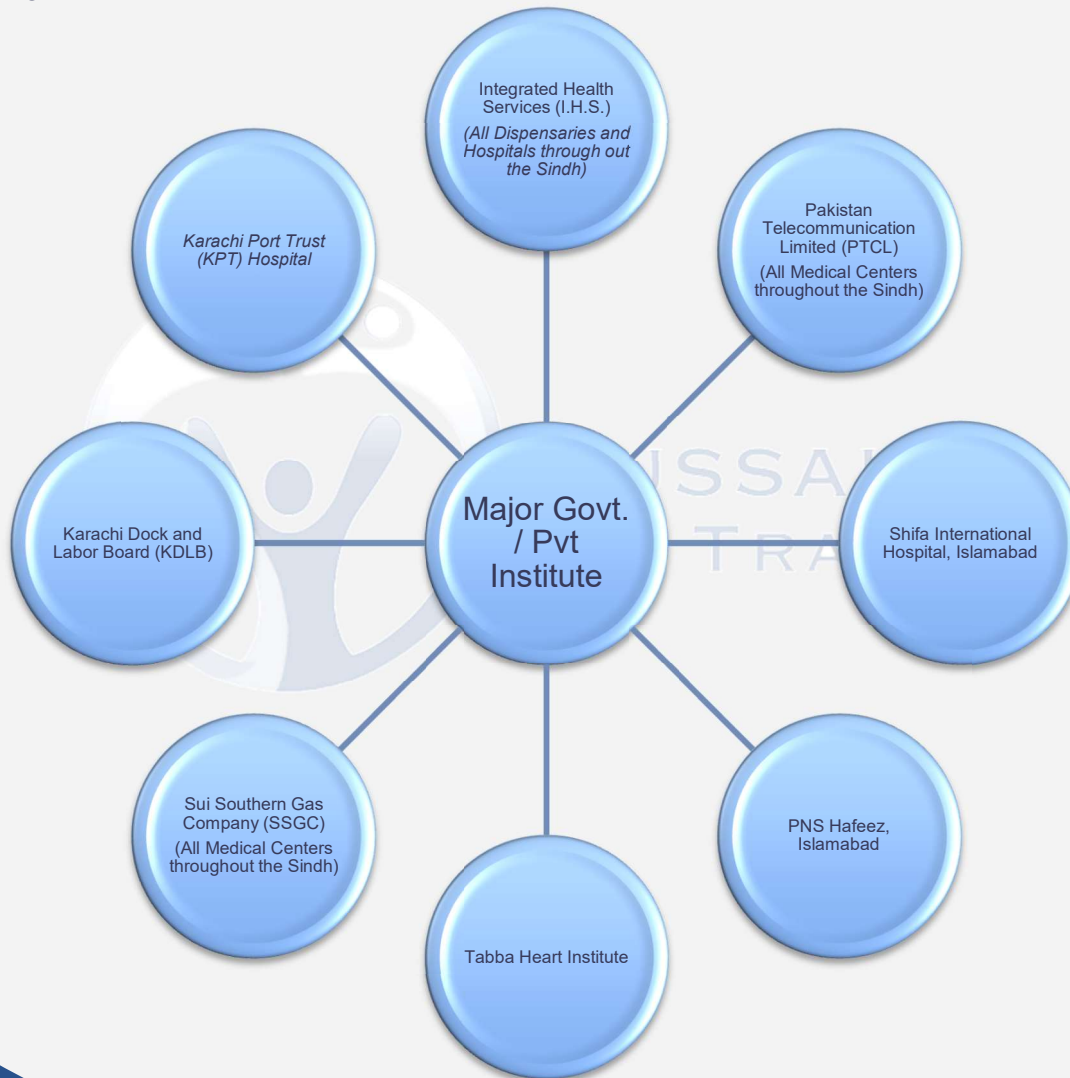 Integrated Health
Services (I.H.S.)
(All Dispensaries and
Hospitals through out
the Sindh)
Pakistan
Telecommunication
Limited (PTCL)
(All Medical Centers
throughout the Sindh)
Shifa International
Hospital, Islamabad
PNS Hafeez,
Islamabad
Tabba Heart Institute
Sui Southern Gas
Company (SSGC)
(All Medical Centers
throughout the Sindh)
Karachi Dock and
Labor Board (KDLB)
Karachi Port Trust
(KPT) Hospital
Major Govt.
/ Pvt
Institute